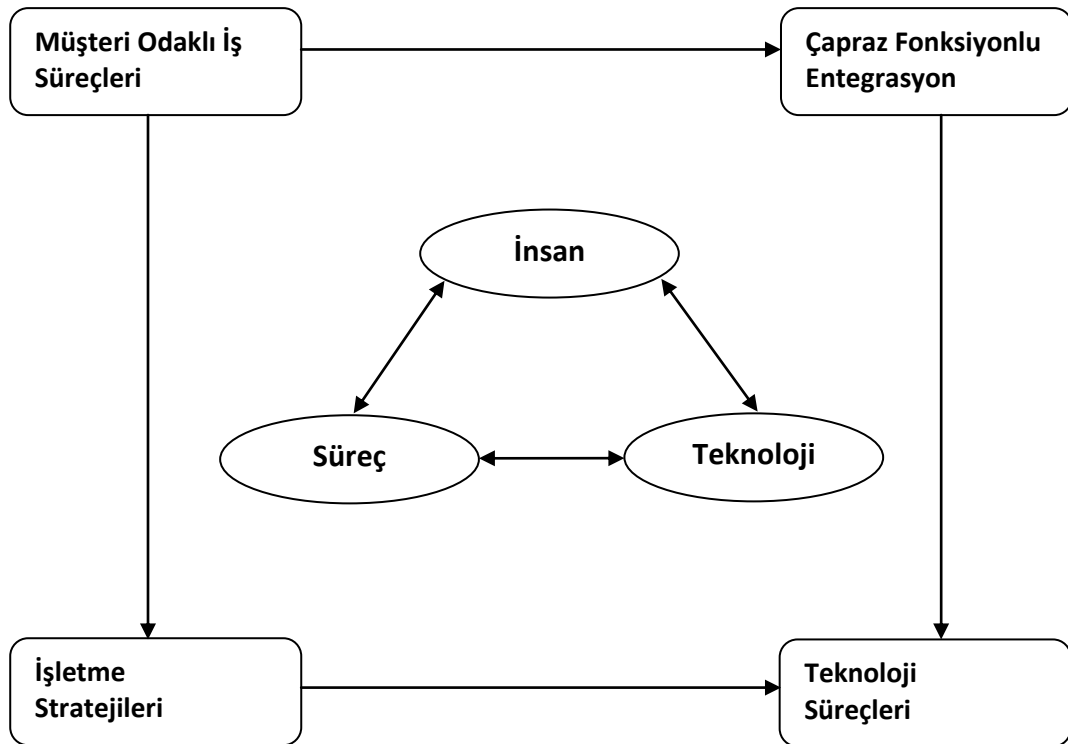 Müşteri Odaklı İş
Süreçleri
Çapraz Fonksiyonlu
Entegrasyon
İnsan
Süreç
Teknoloji
İşletme
Stratejileri
Teknoloji
Süreçleri